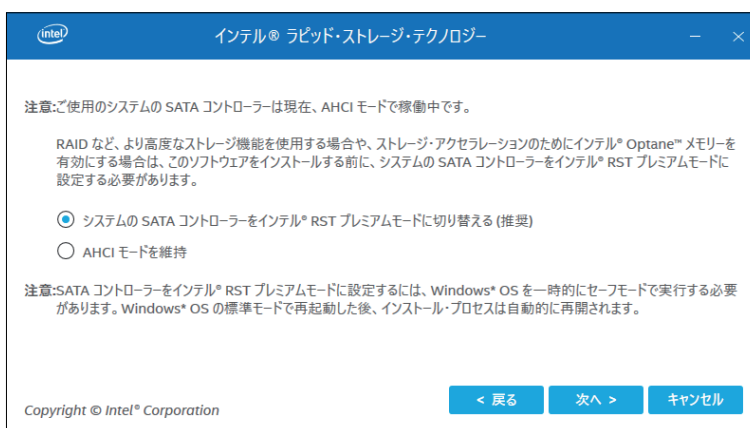 intel
インテル® ラピッド・ストレージ・テクノロジー
注意:ご使用のシステムの SATA コントローラーは現在、AHCI モードで稼働中です。
RAID など、より高度なストレージ機能を使用する場合や、ストレージ・アクセラレーションのためにインテル® Optane™ メモリーを
有効にする場合は、このソフトウェアをインストールする前に、システムの SATA コントローラーをインテル® RST プレミアムモードに
設定する必要があります。
システムの SATA コントローラーをインテル® RST プレミアムモードに切り替える (推奨)
AHCI モードを維持
注意:SATA コントローラーをインテル® RST プレミアムモードに設定するには、Windows* OS を一時的にセーフモードで実行する必要
があります。Windows* OS の標準モードで再起動した後、インストール・プロセスは自動的に再開されます。
< 戻る
次へ >
キャンセル
Copyright © Intel® Corporation